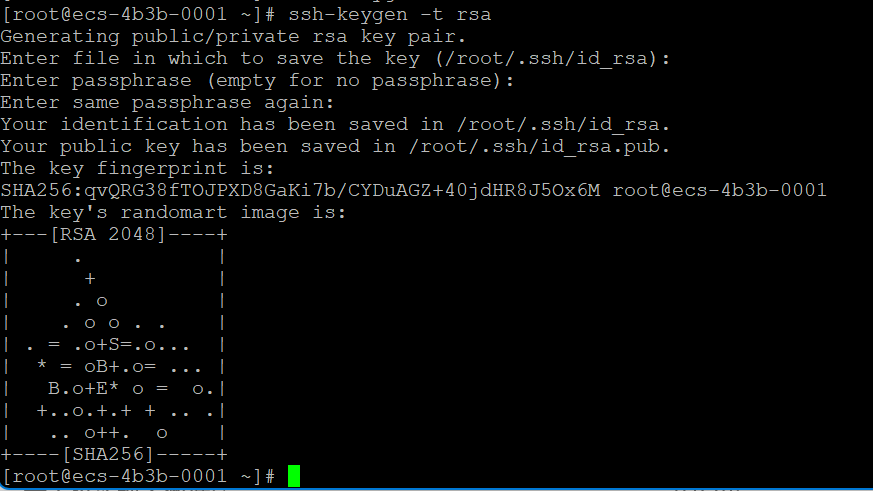 [root@ecs-4b3b-0001 ~]# ssh-keygen -t rsa
Generating public/private rsa key pair.
Enter file in which to save the key (/root/.ssh/id_rsa):
Enter passphrase (empty for no passphrase):
Enter same passphrase again:
Your identification has been saved in /root/.ssh/id_rsa.
Your public key has been saved in /root/.ssh/id_rsa.pub.
The key fingerprint is:
SHA256:qvQRG38fTOJPXD8GaKi7b/CYDuAGZ+40jdHR8J5Ox6M root@ecs-4b3b-0001
The key's randomart image is:
+---[RSA 2048]----+
|      .          |
|       +         |
|      . o        |
|     . o o . .   |
| . = .o+S=.o...  |
|  * = oB+.o= ... |
|   B.o+E* o =  o.|
|  +..o.+.+ + .. .|
|   .. o++.  o    |
+----[SHA256]-----+
[root@ecs-4b3b-0001 ~]#